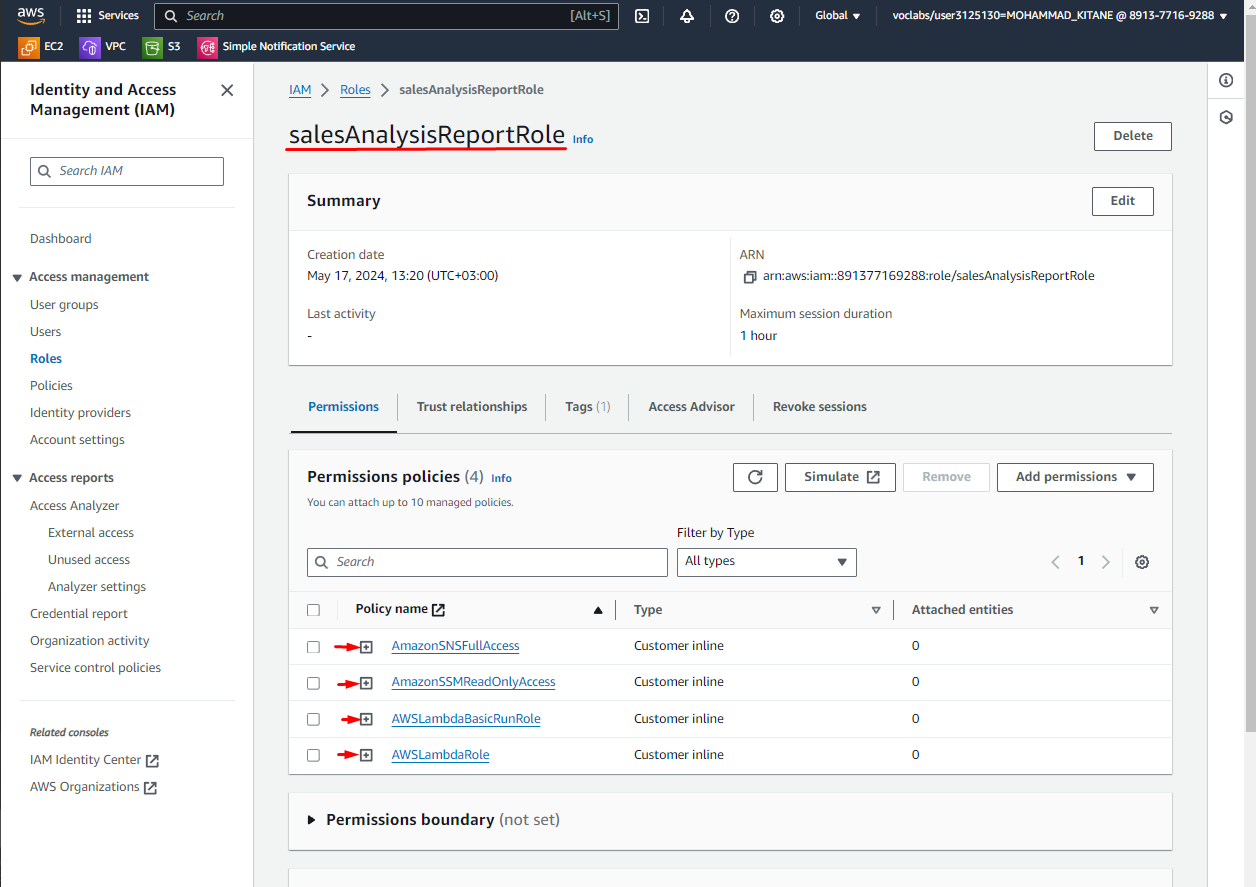 aws
Services
Search [Alt+S]
Global
voclabs/user3125130=MOHAMMAD_KITANE @ 8913-7716-9288
EC2
VPC
S3
Simple Notification Service
Identity and Access
Management (IAM)
Search IAM
Dashboard
Access management
User groups
Users
Roles
Policies
Identity providers
Account settings
Access reports
Access Analyzer
External access
Unused access
Analyzer settings
Credential report
Organization activity
Service control policies
Related consoles
IAM Identity Center
AWS Organizations
IAM
Roles
salesAnalysisReportRole
salesAnalysisReportRole Info
Delete
Summary
Edit
Creation date
May 17, 2024, 13:20 (UTC+03:00)
ARN
arn:aws:iam::891377169288:role/salesAnalysisReportRole
Last activity
-
Maximum session duration
1 hour
Permissions
Trust relationships
Tags (1)
Access Advisor
Revoke sessions
Permissions policies (4) Info
You can attach up to 10 managed policies.
Simulate
Remove
Add permissions
Filter by Type
Search
All types
1
Policy name
Type
Attached entities
AmazonSNSFullAccess Customer inline 0
AmazonSSMReadOnlyAccess Customer inline 0
AWSLambdaBasicRunRole Customer inline 0
AWSLambdaRole Customer inline 0
Permissions boundary (not set)